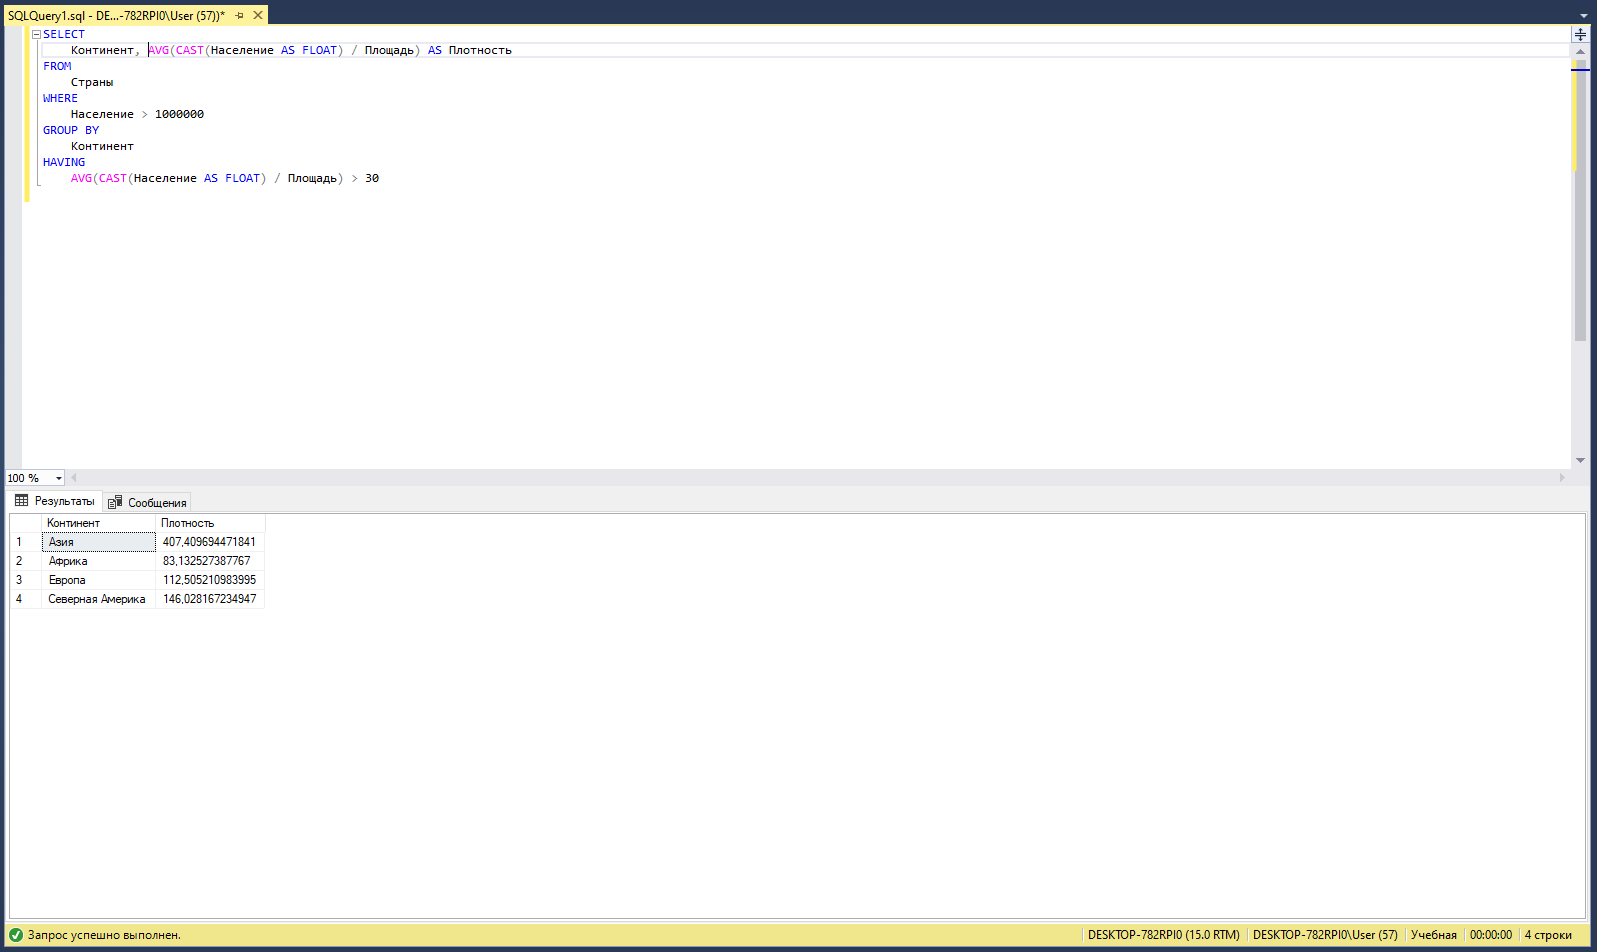 SQLQuery1.sql - DE...-782RPI0\User (57))*
SELECT
Континент, AVG(CAST(Население AS FLOAT) / Площадь) AS Плотность
FROM
Страны
WHERE
Население > 1000000
GROUP BY
Континент
HAVING
AVG(CAST(Население AS FLOAT) / Площадь) > 30
100 %
Результаты Сообщения
Континент Плотность
1 Азия 407,409694471841
2 Африка 83,132527387767
3 Европа 112,505210983995
4 Северная Америка 146,028167234947
Запрос успешно выполнен. DESKTOP-782RPI0 (15.0 RTM) DESKTOP-782RPI0\User (57) Учебная 00:00:00 4 строки